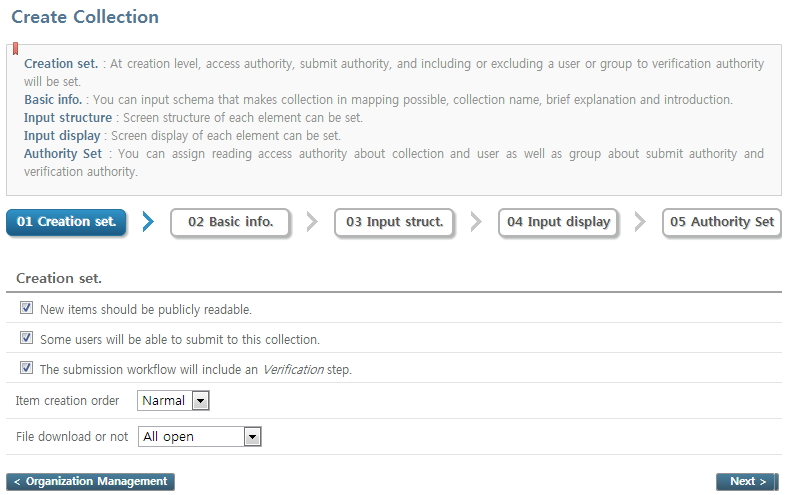 Create Collection
Creation set. : At creation level, access authority, submit authority, and including or excluding a user or group to verification authority
will be set.
Basic info. : You can input schema that makes collection in mapping possible, collection name, brief explanation and introduction.
Input structure : Screen structure of each element can be set.
Input display : Screen display of each element can be set.
Authority Set : You can assign reading access authority about collection and user as well as group about submit authority and
verification authority.
01 Creation set. 02 Basic info. 03 Input struct. 04 Input display 05 Authority Set
Creation set.
New items should be publicly readable.
Some users will be able to submit to this collection.
The submission workflow will include an Verification step.
Item creation order Narmal
File download or not All open
< Organization Management Next >